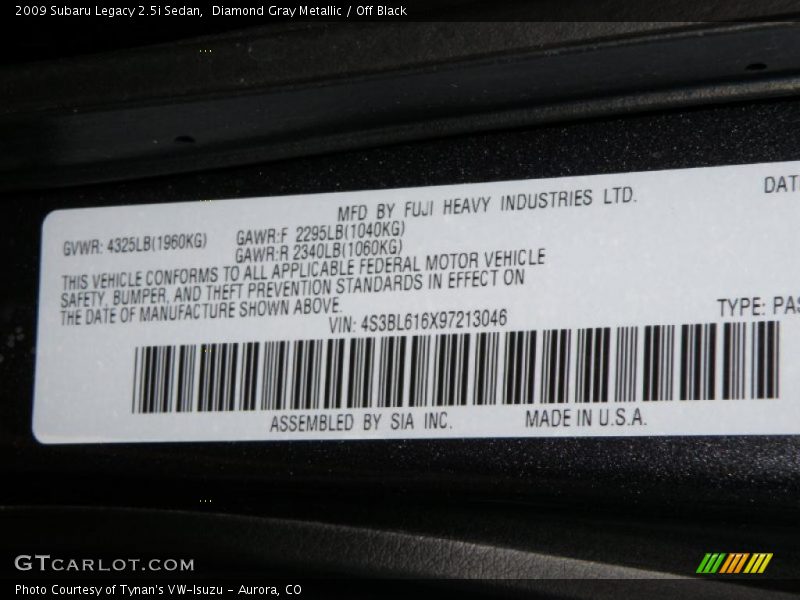 2009 Subaru Legacy 2.5i Sedan,  Diamond Gray Metallic / Off Black
MFD BY FUJI HEAVY INDUSTRIES LTD.
GVWR: 4325LB(1960KG) GAWR:F 2295LB(1040KG)
GAWR:R 2340LB(1060KG)
THIS VEHICLE CONFORMS TO ALL APPLICABLE FEDERAL MOTOR VEHICLE
SAFETY, BUMPER, AND THEFT PREVENTION STANDARDS IN EFFECT ON
THE DATE OF MANUFACTURE SHOWN ABOVE.
VIN: 4S3BL616X97213046
TYPE:
ASSEMBLED BY SIA INC. MADE IN U.S.A.
GTCARLOT.COM
Photo Courtesy of Tynan's VW-Isuzu - Aurora, CO